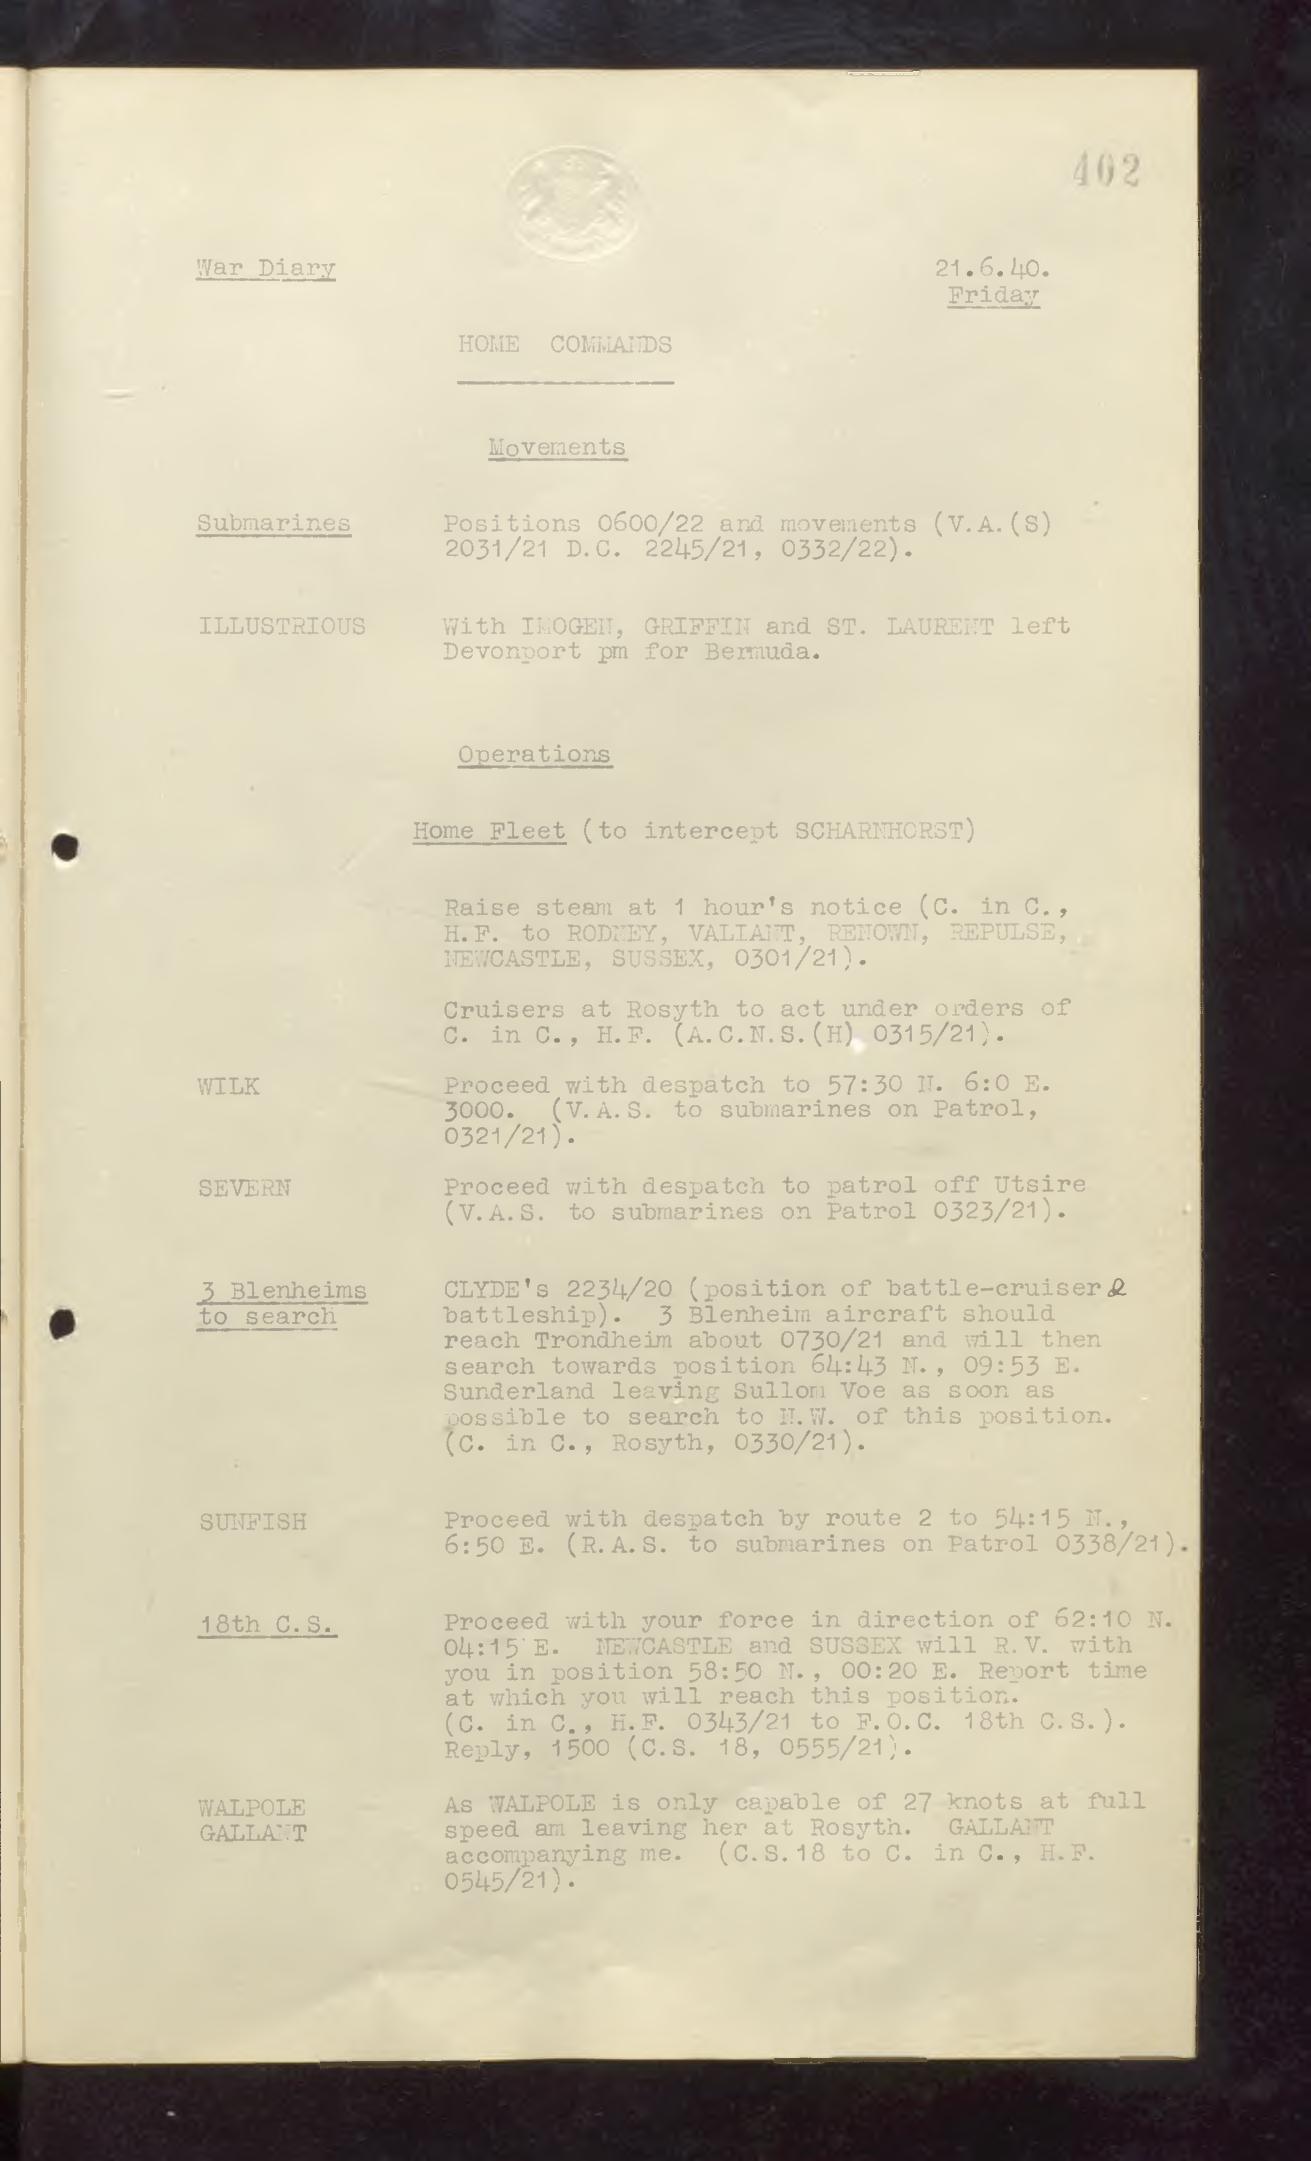 402
War Diary 21.6.40.
Friday
HOME COMMANDS
Movements
Submarines Positions 0600/22 and movements (V.A.(S)
2031/21 D.C. 2245/21, 0332/22).
ILLUSTRIOUS With IMOGEN, GRIFFIN and ST. LAURENT left
Devonport pm for Bermuda.
Operations
Home Fleet (to intercept SCHARNHORST)
Raise steam at 1 hour's notice (C. in C.,
H.F. to RODNEY, VALIANT, RENOWN, REPULSE,
NEWCASTLE, SUSSEX, 0301/21).
Cruisers at Rosyth to act under orders of
C. in C., H.F. (A.C.N.S.(H) 0315/21).
WILK Proceed with despatch to 57:30 N. 6:0 E.
3000. (V.A.S. to submarines on Patrol,
0321/21).
SEVERN Proceed with despatch to patrol off Utsire
(V.A.S. to submarines on Patrol 0323/21).
3 Blenheims CLYDE's 2234/20 (position of battle-cruiser &
to search battleship). 3 Blenheim aircraft should
reach Trondheim about 0730/21 and will then
search towards position 64:43 N., 09:53 E.
Sunderland leaving Sullom Voe as soon as
possible to search to N.W. of this position.
(C. in C., Rosyth, 0330/21).
SUNFISH Proceed with despatch by route 2 to 54:15 N.,
6:50 E. (R.A.S. to submarines on Patrol 0338/21).
18th C.S. Proceed with your force in direction of 62:10 N.
04:15 E. NEWCASTLE and SUSSEX will R.V. with
you in position 58:50 N., 00:20 E. Report time
at which you will reach this position.
(C. in C., H.F. 0343/21 to F.O.C. 18th C.S.).
Reply, 1500 (C.S. 18, 0555/21).
WALPOLE As WALPOLE is only capable of 27 knots at full
GALLANT speed am leaving her at Rosyth. GALLANT
accompanying me. (C.S.18 to C. in C., H.F.
0545/21).